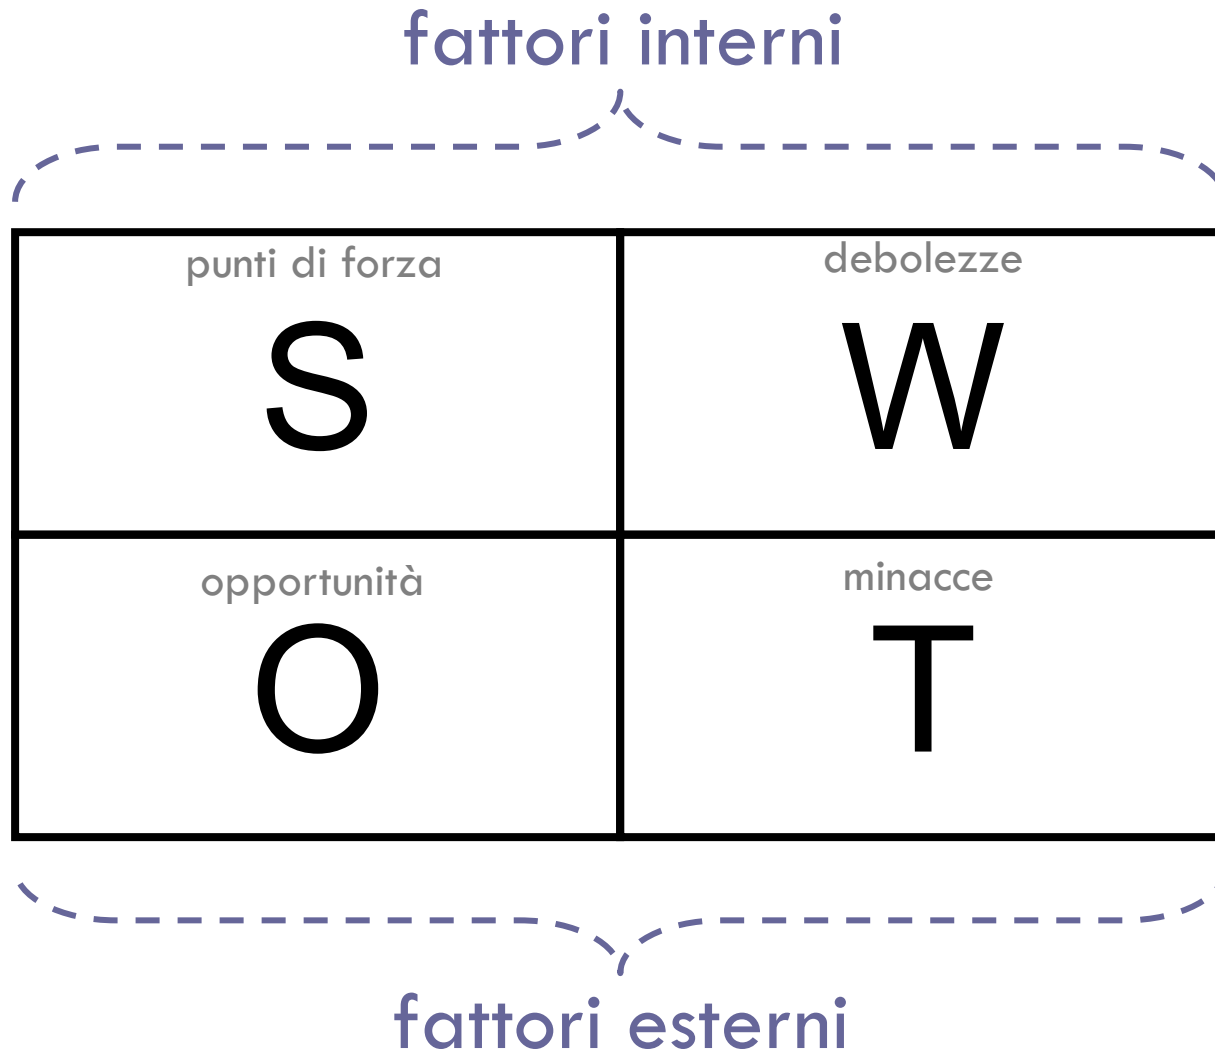 fattori interni
punti di forza
debolezze
S
W
opportunità
minacce
O
T
fattori esterni